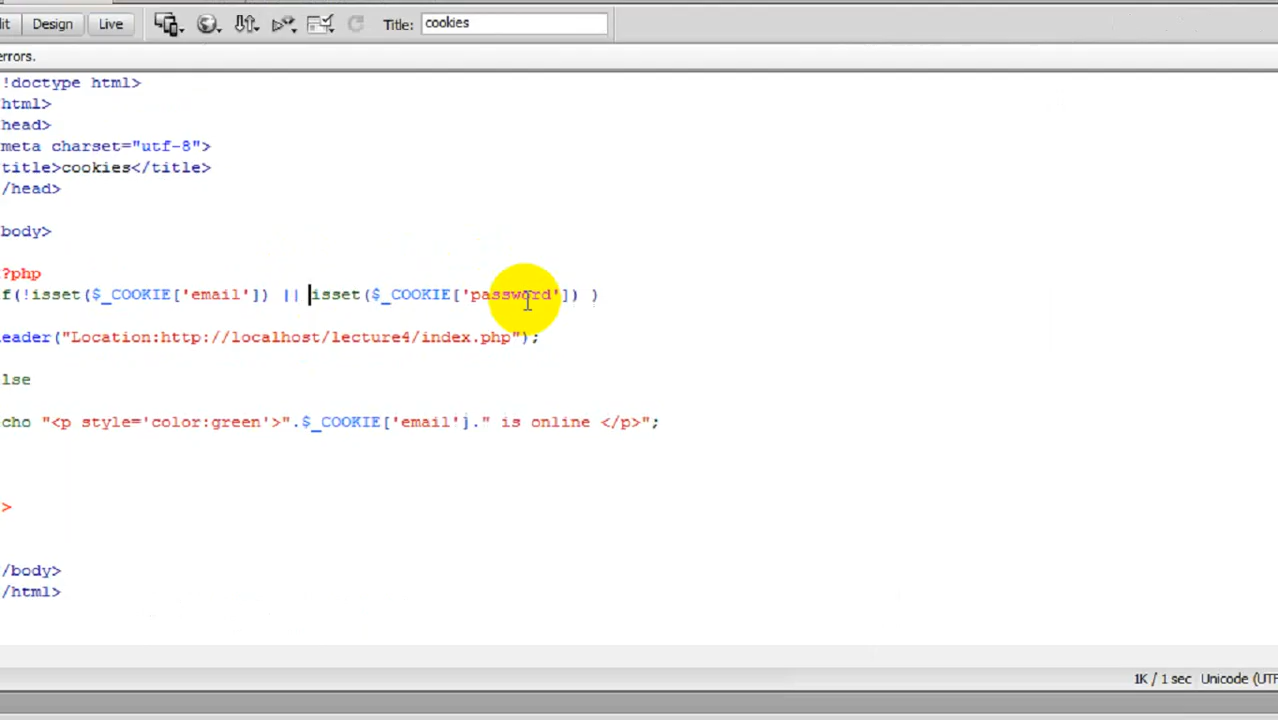 it Design Live Title: cookies
errors.
!doctype html>
html>
head>
meta charset="utf-8">
title>cookies</title>
/head>
body>
?php
f(!isset($_COOKIE['email']) || isset($_COOKIE['password']) )
eader("Location:http://localhost/lecture4/index.php");
lse
cho "<p style='color:green'>".$_COOKIE['email']." is online </p>";
>
/body>
/html>
1K / 1 sec Unicode (UTF